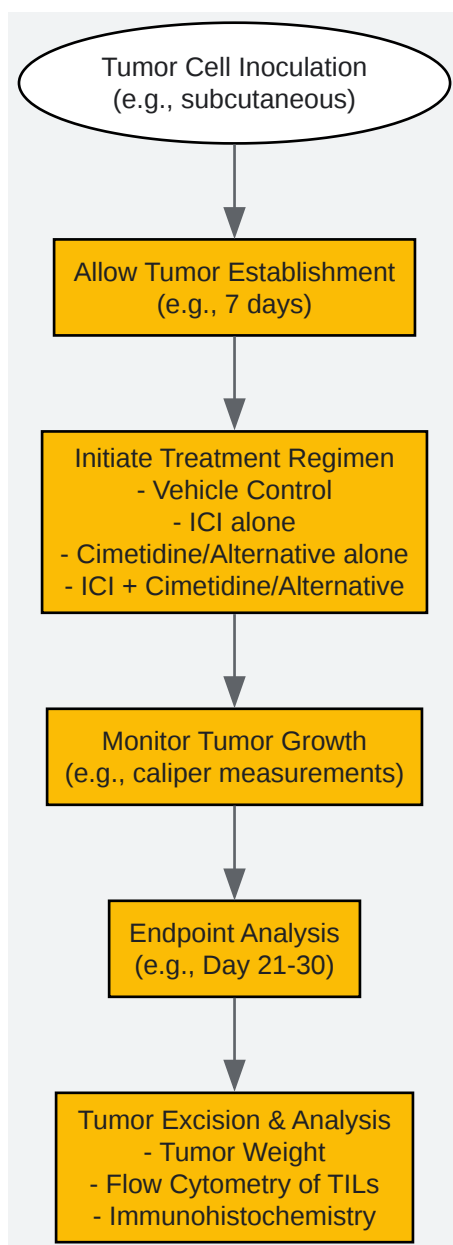 Tumor Cell Inoculation
(e.g., subcutaneous)
Allow Tumor Establishment
(e.g., 7 days)
Initiate Treatment Regimen
- Vehicle Control
- ICI alone
- Cimetidine/Alternative alone
- ICI + Cimetidine/Alternative
Monitor Tumor Growth
(e.g., caliper measurements)
Endpoint Analysis
(e.g., Day 21-30)
Tumor Excision & Analysis
- Tumor Weight
- Flow Cytometry of TILs
- Immunohistochemistry